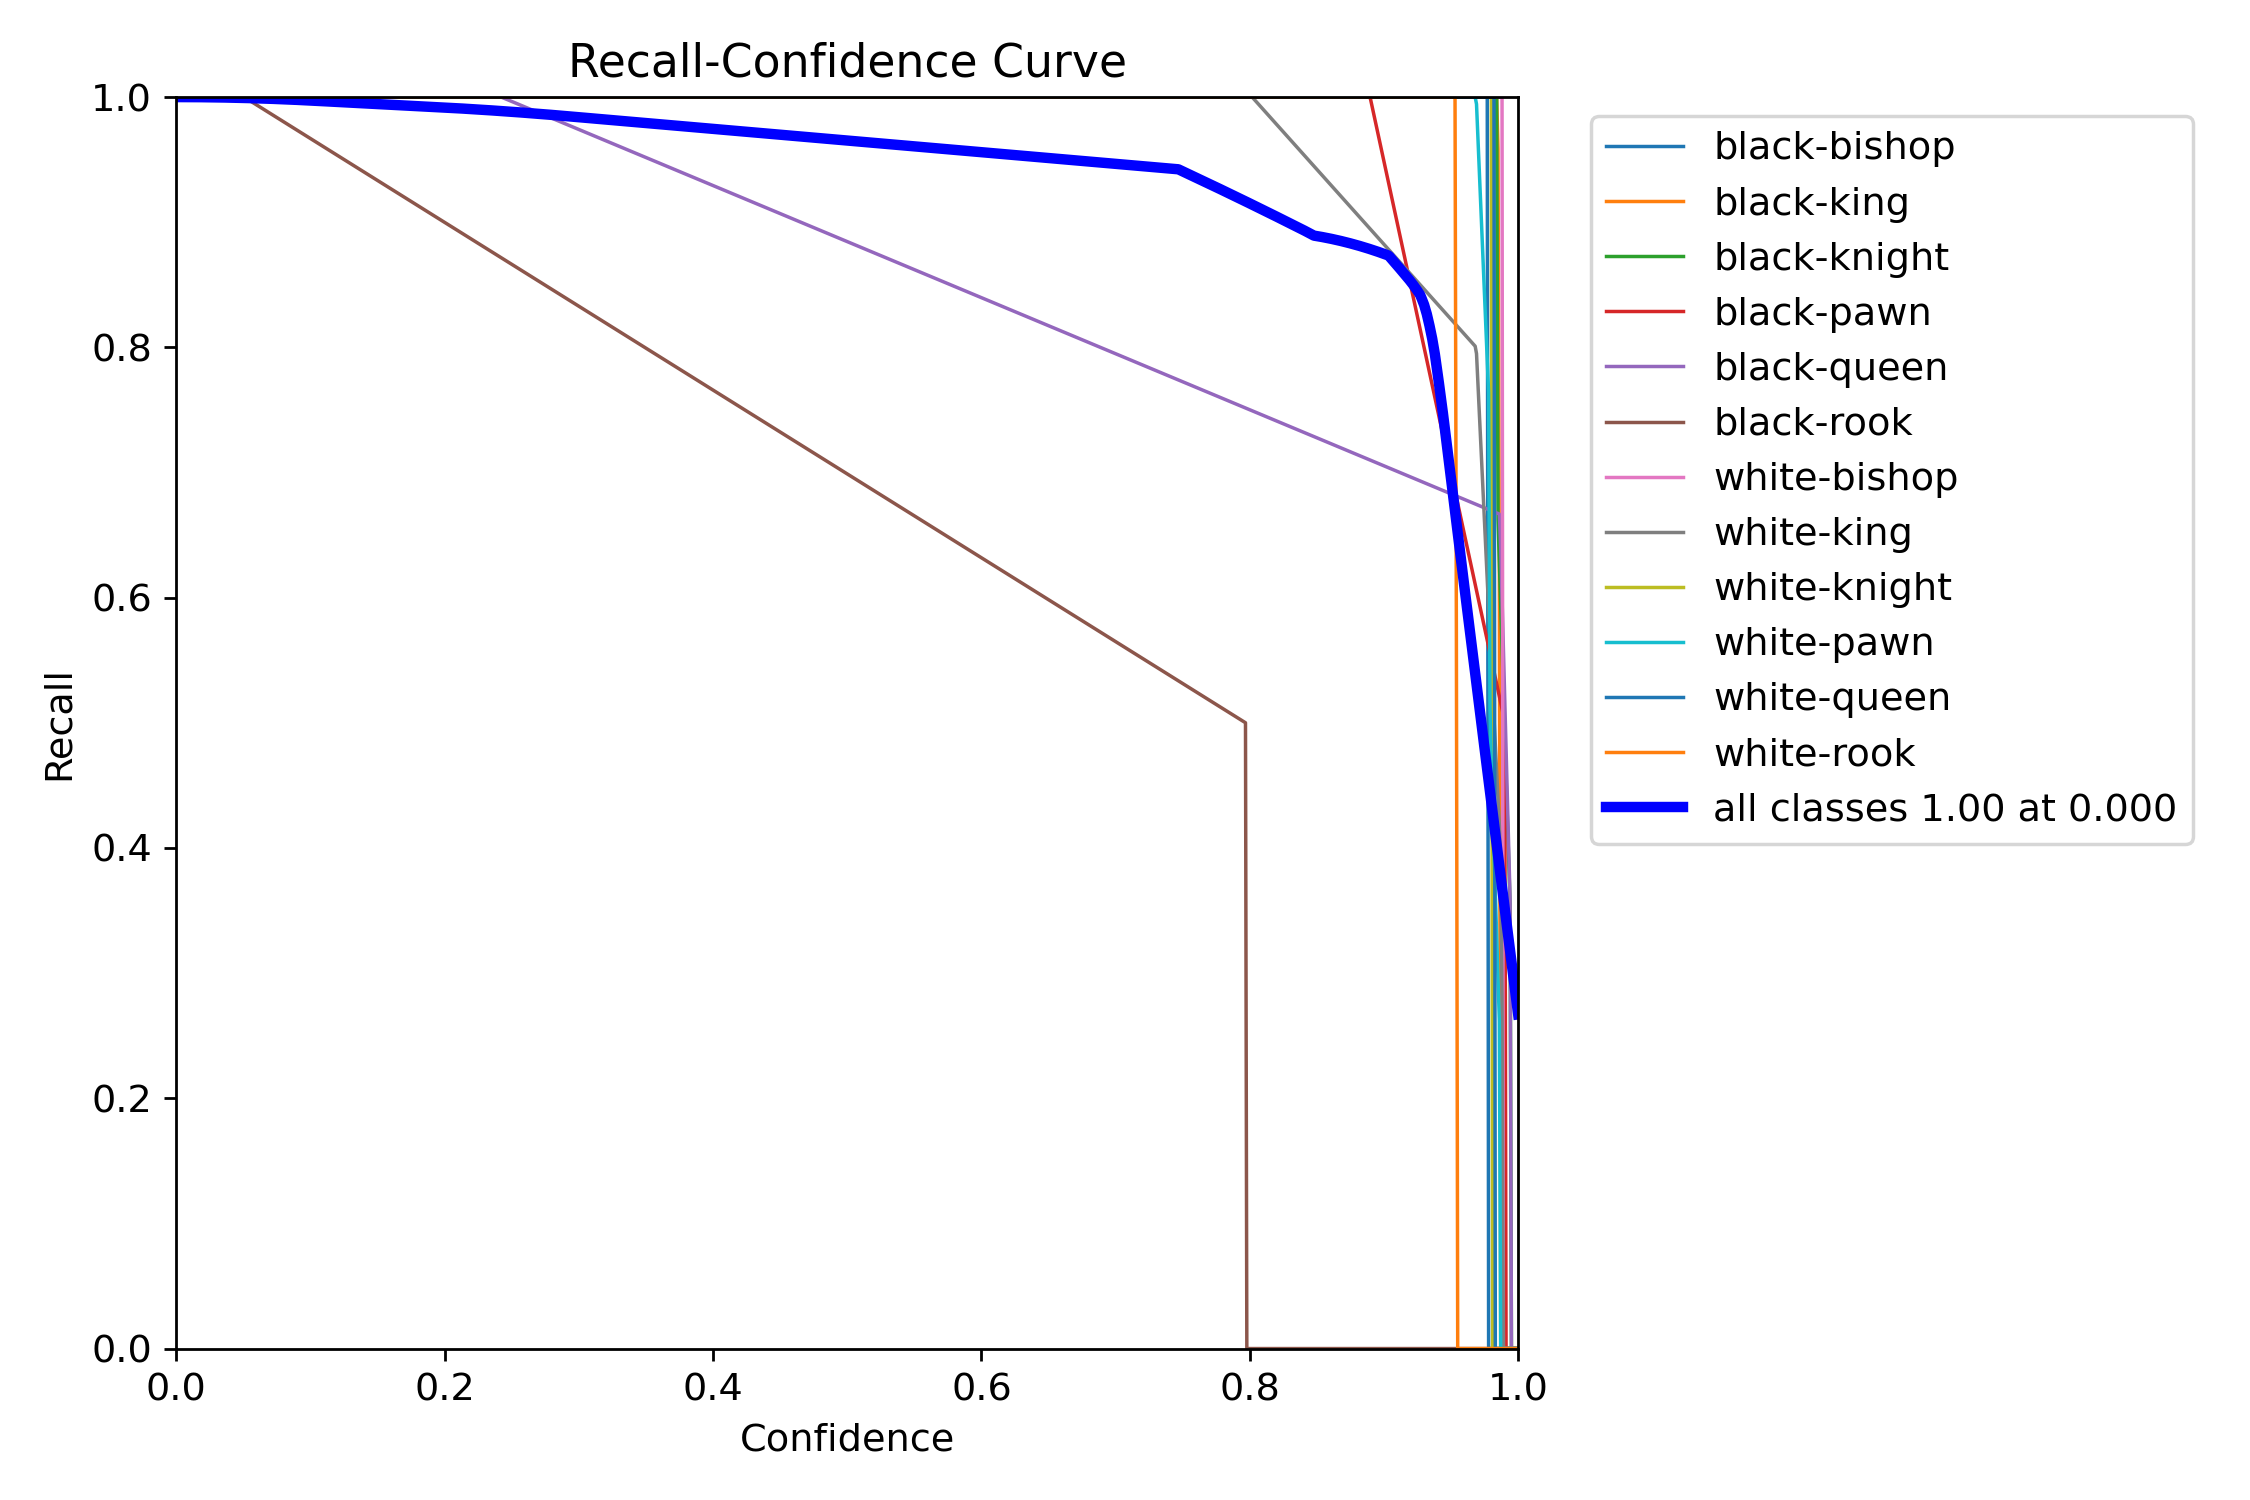 Recall-Confidence Curve
1.0
0.8
0.6
0.4
0.2
0.0
Recall
0.0 0.2 0.4 0.6 0.8 1.0
Confidence
black-bishop
black-king
black-knight
black-pawn
black-queen
black-rook
white-bishop
white-king
white-knight
white-pawn
white-queen
white-rook
all classes 1.00 at 0.000